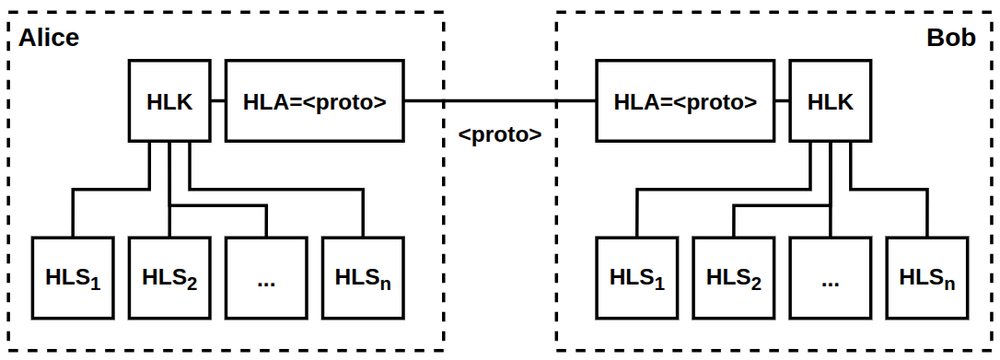 Alice
Bob
HLK
HLA=<proto>
HLA=<proto>
HLK
<proto>
HLS1
HLS2
...
HLSn
HLS1
HLS2
...
HLSn